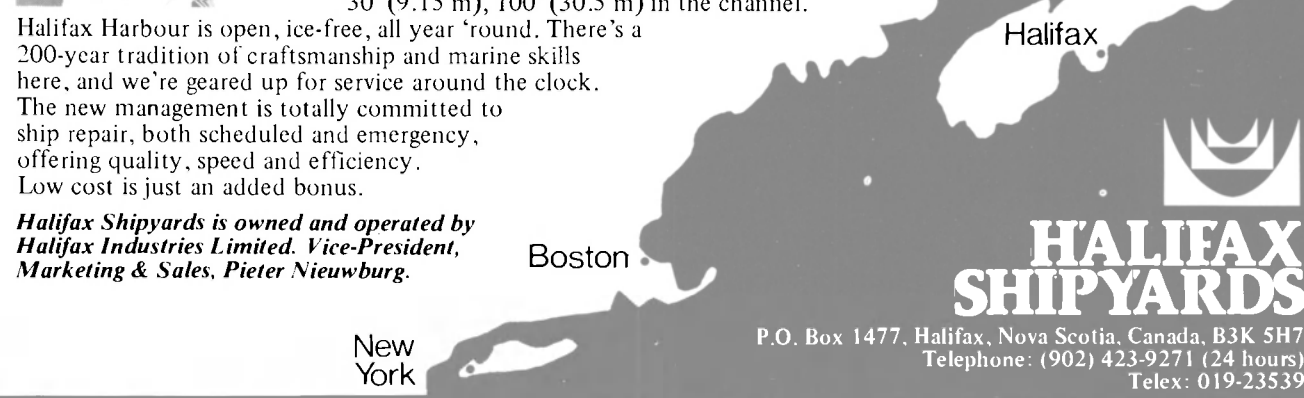 30' (9.15 m), 100' (30.5 m) in the channel.
Halifax Harbour is open, ice-free, all year ‘round. There's a
200-year tradition of craftsmanship and marine skills
here, and we're geared up for service around the clock.
The new management is totally committed to
ship repair, both scheduled and emergency,
offering quality, speed and efficiency.
Low cost is just an added bonus.
Halifax Shipyards is owned and operated by
Halifax Industries Limited. Vice-President,
Marketing & Sales, Pieter Nieuwburg.
Halifax
Boston
New
York
HALIFAX
SHIPYARDS
P.O. Box 1477, Halifax, Nova Scotia, Canada, B3K 5H7
Telephone: (902) 423-9271 (24 hours)
Telex: 019-23539